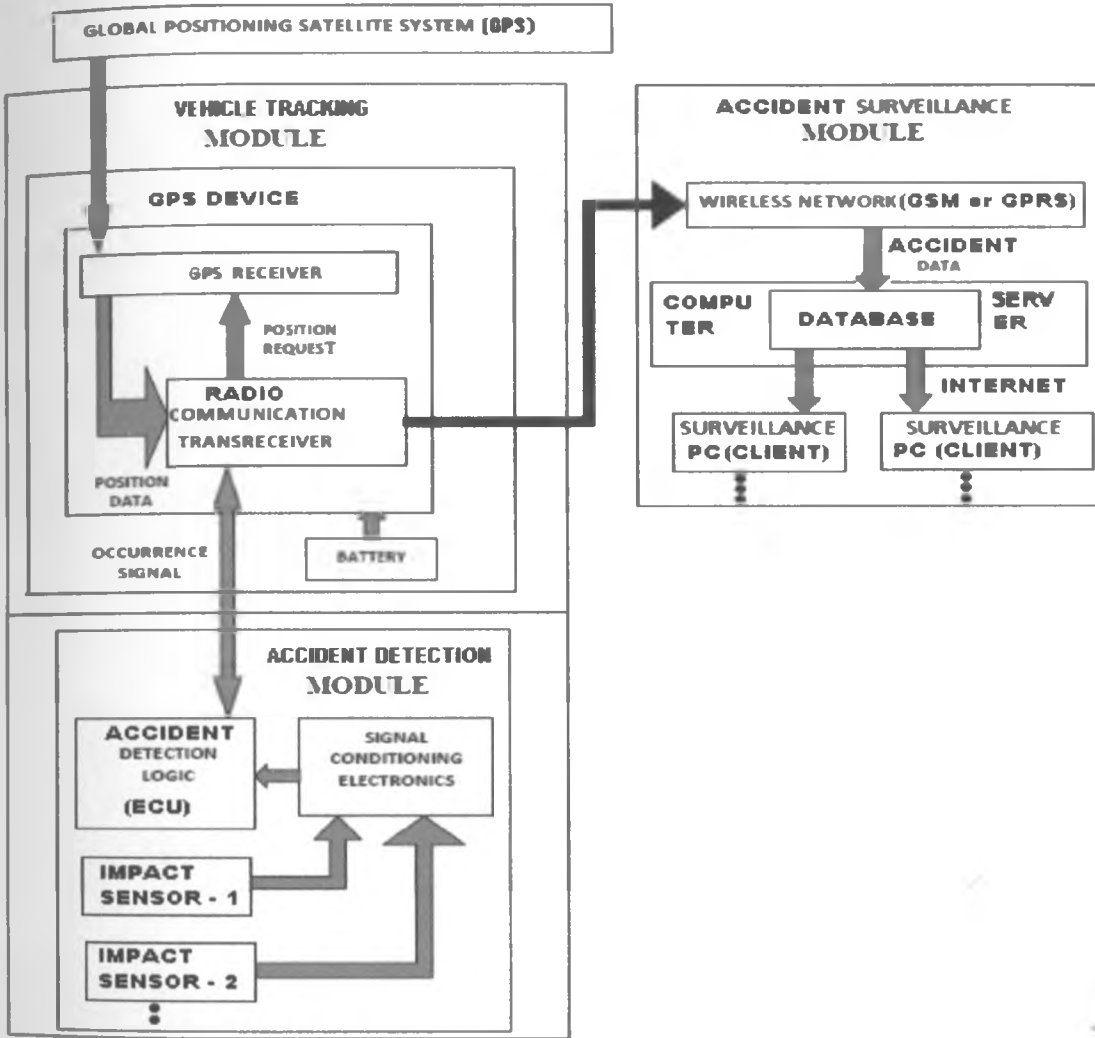 GLOBAL POSITIONING SATELLITE SYSTEM (GPS)
VEHICLE TRACKING
MODULE
GPS DEVICE
GPS RECEIVER
POSITION
REQUEST
RADIO
COMMUNICATION
TRANSRECEIVER
POSITION
DATA
BATTERY
OCCURRENCE
SIGNAL
ACCIDENT DETECTION
MODULE
ACCIDENT
DETECTION
LOGIC
(ECU)
SIGNAL
CONDITIONING
ELECTRONICS
IMPACT
SENSOR - 1
IMPACT
SENSOR - 2
ACCIDENT SURVEILLANCE
MODULE
WIRELESS NETWORK(GSM or GPRS)
ACCIDENT
DATA
COMPU
TER
DATABASE
SERV
ER
INTERNET
SURVEILLANCE
PC(CLIENT)
SURVEILLANCE
PC (CLIENT)